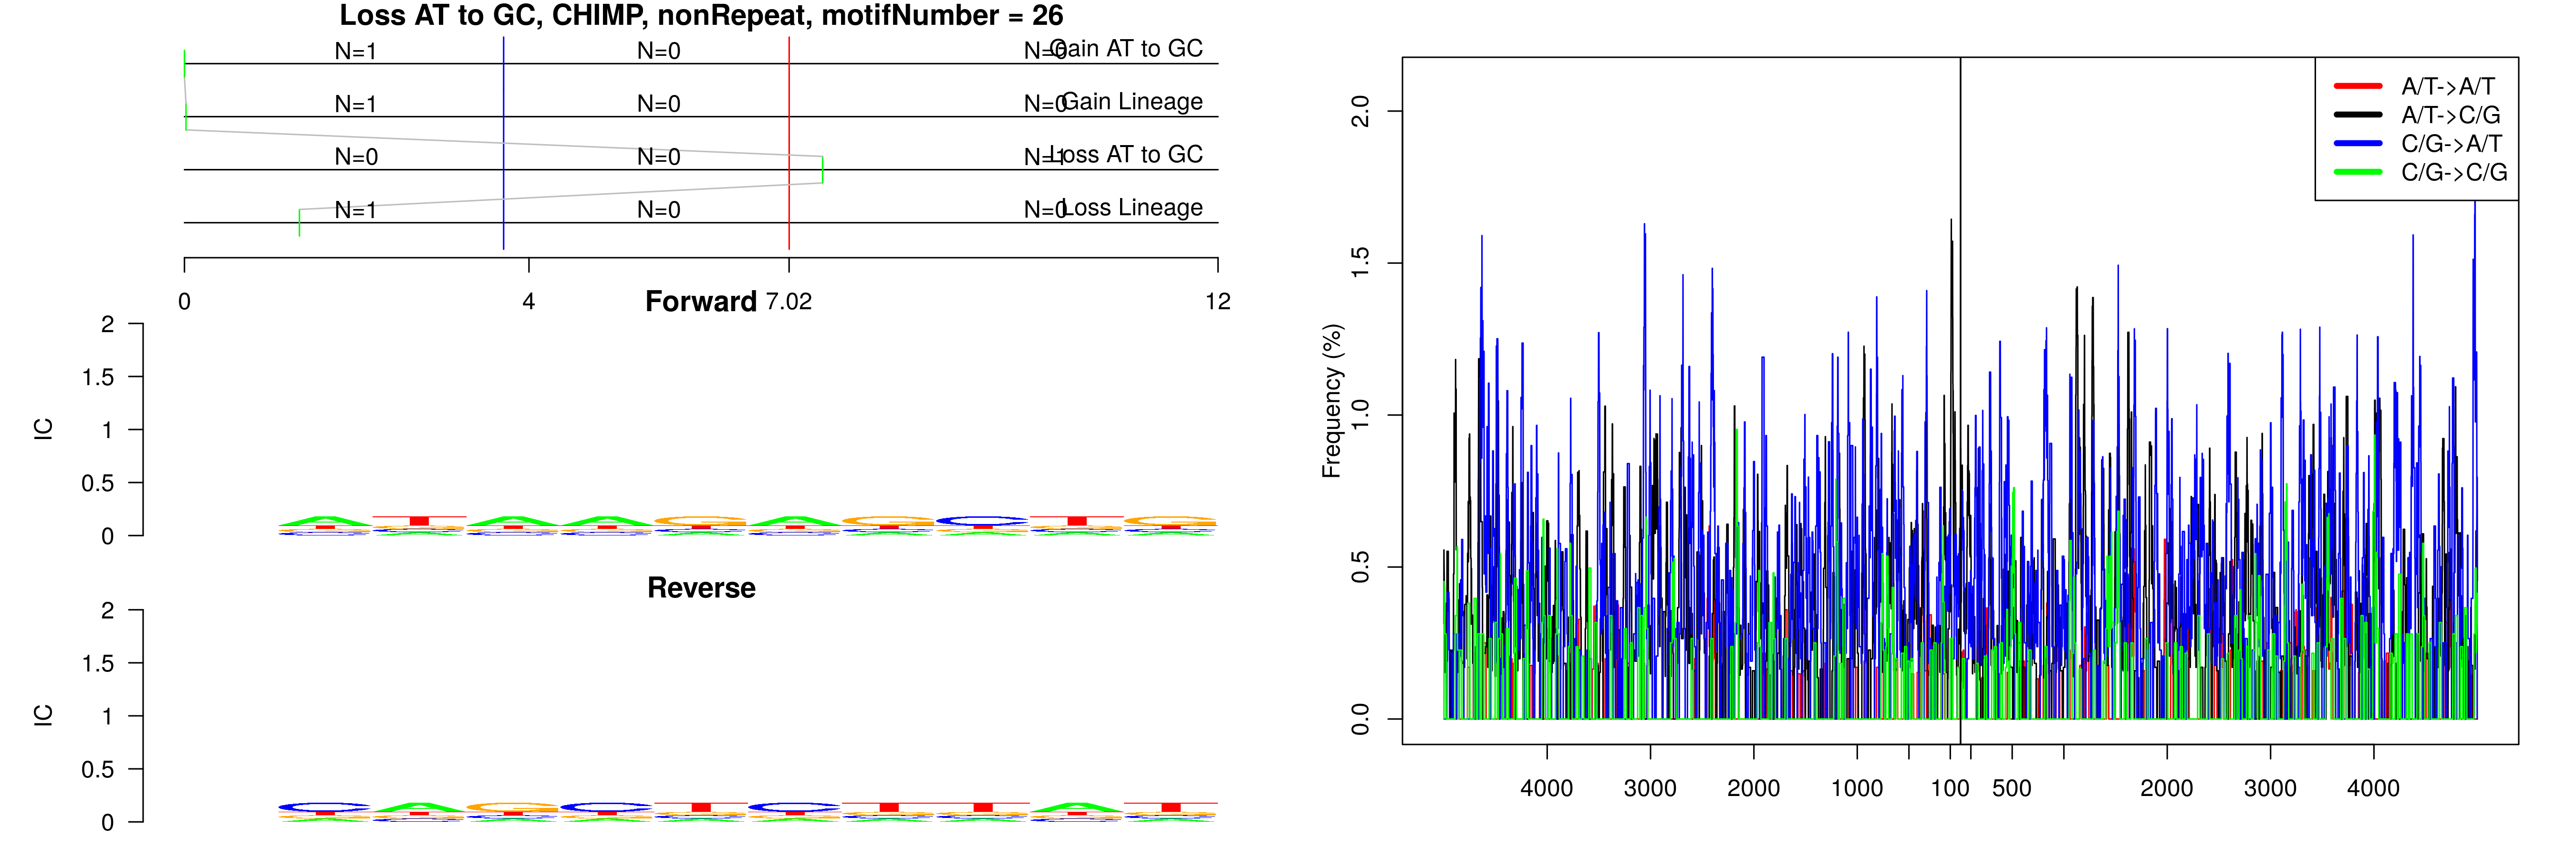 Loss AT to GC, CHIMP, nonRepeat, motifNumber = 26
N=1 N=0 N=0 Gain AT to GC
N=1 N=0 N=0 Gain Lineage
N=0 N=0 N=1 Loss AT to GC
N=1 N=0 N=0 Loss Lineage
0 4 7.02 12
Forward
2
1.5
1
0.5
0
IC
A T A A G A G C T G
Reverse
2
1.5
1
0.5
0
IC
C A G C T C T T A T
Frequency (%)
2.0
1.5
1.0
0.5
0.0
A/T->A/T
A/T->C/G
C/G->A/T
C/G->C/G
4000 3000 2000 1000 100 500 2000 3000 4000